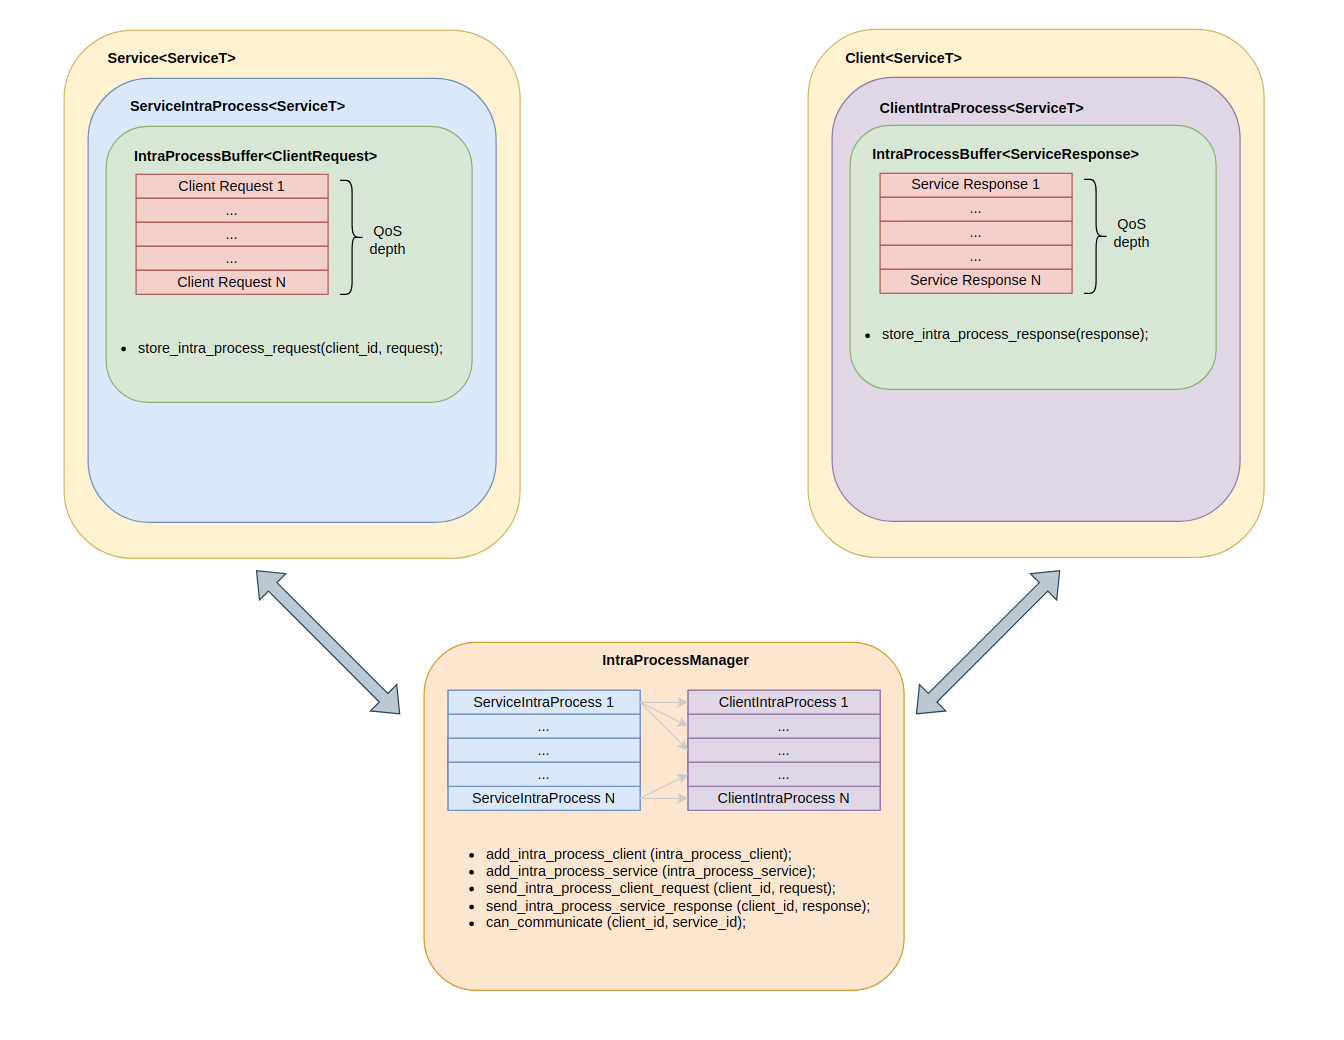 Service<ServiceT>
ServiceIntraProcess<ServiceT>
IntraProcessBuffer<ClientRequest>
Client Request 1
...
...
...
Client Request N
QoS
depth
• store_intra_process_request(client_id, request);
Client<ServiceT>
ClientIntraProcess<ServiceT>
IntraProcessBuffer<ServiceResponse>
Service Response 1
...
...
...
Service Response N
QoS
depth
• store_intra_process_response(response);
IntraProcessManager
ServiceIntraProcess 1
...
...
...
ServiceIntraProcess N
ClientIntraProcess 1
...
...
...
ClientIntraProcess N
• add_intra_process_client (intra_process_client);
• add_intra_process_service (intra_process_service);
• send_intra_process_client_request (client_id, request);
• send_intra_process_service_response (client_id, response);
• can_communicate (client_id, service_id);